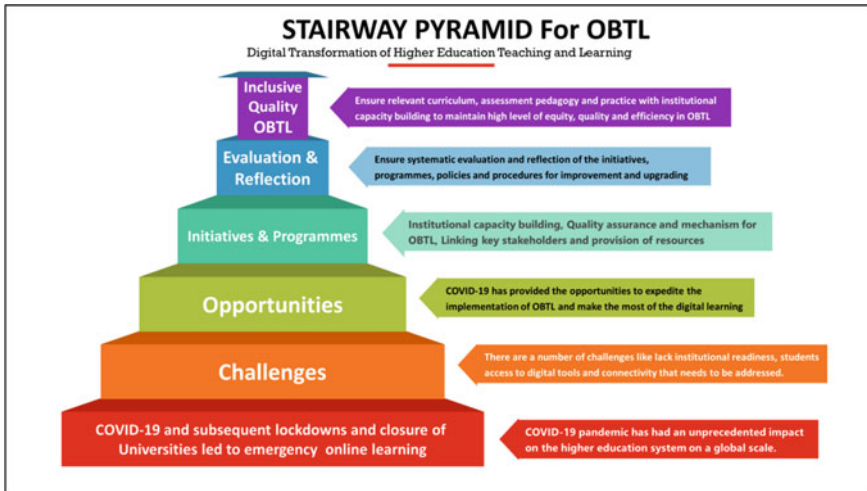 STAIRWAY PYRAMID For OBTL
Digital Transformation of Higher Education Teaching and Learning
Inclusive
Quality
OBTL
Ensure relevant curriculum, assessment pedagogy and practice with institutional
capacity building to maintain high level of equity, quality and efficiency in OBTL
Evaluation &
Reflection
Ensure systematic evaluation and reflection of the initiatives,
programmes, policies and procedures for improvement and upgrading
Initiatives & Programmes
Institutional capacity building, Quality assurance and mechanism for
OBTL, Linking key stakeholders and provision of resources
Opportunities
COVID-19 has provided the opportunities to expedite the
implementation of OBTL and make the most of the digital learning
Challenges
There are a number of challenges like lack institutional readiness, students
access to digital tools and connectivity that needs to be addressed.
COVID-19 and subsequent lockdowns and closure of
Universities led to emergency online learning
COVID-19 pandemic has had an unprecedented impact
on the higher education system on a global scale.